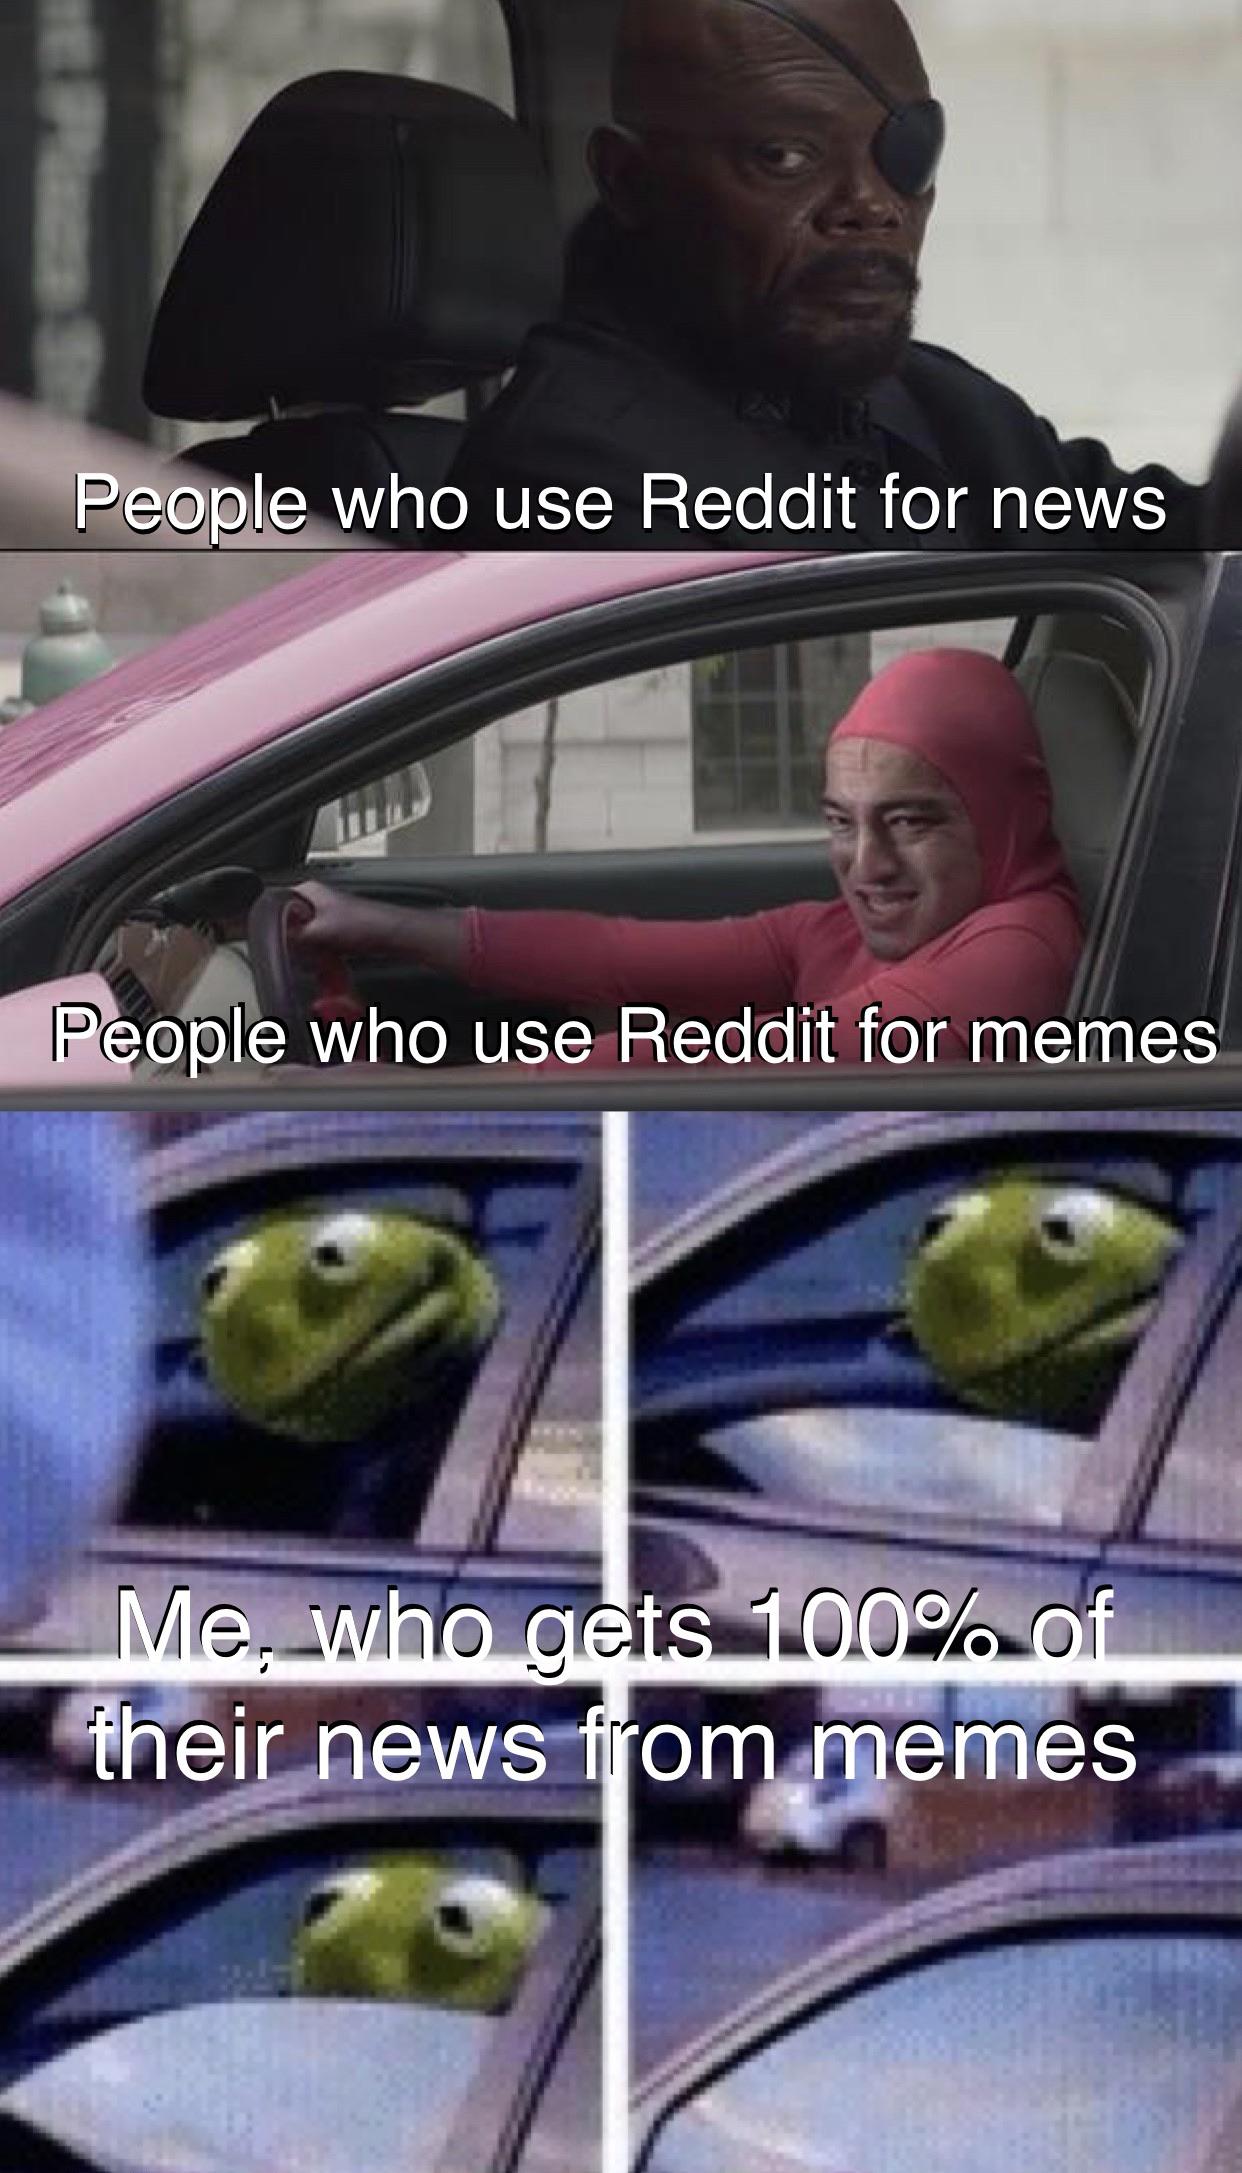 People who use Reddit for news
People who use Reddit for memes
Me, who gets 100% of
their news from memes